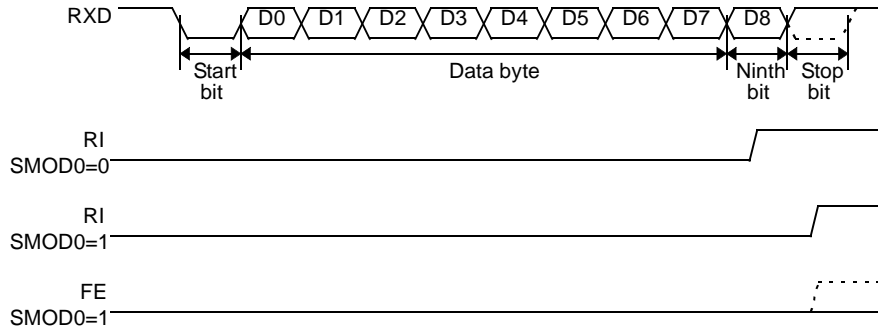 RXD D0 D1 D2 D3 D4 D5 D6 D7 D8
Start bit
Data byte
Ninth bit
Stop bit
RI
SMOD0=0
RI
SMOD0=1
FE
SMOD0=1